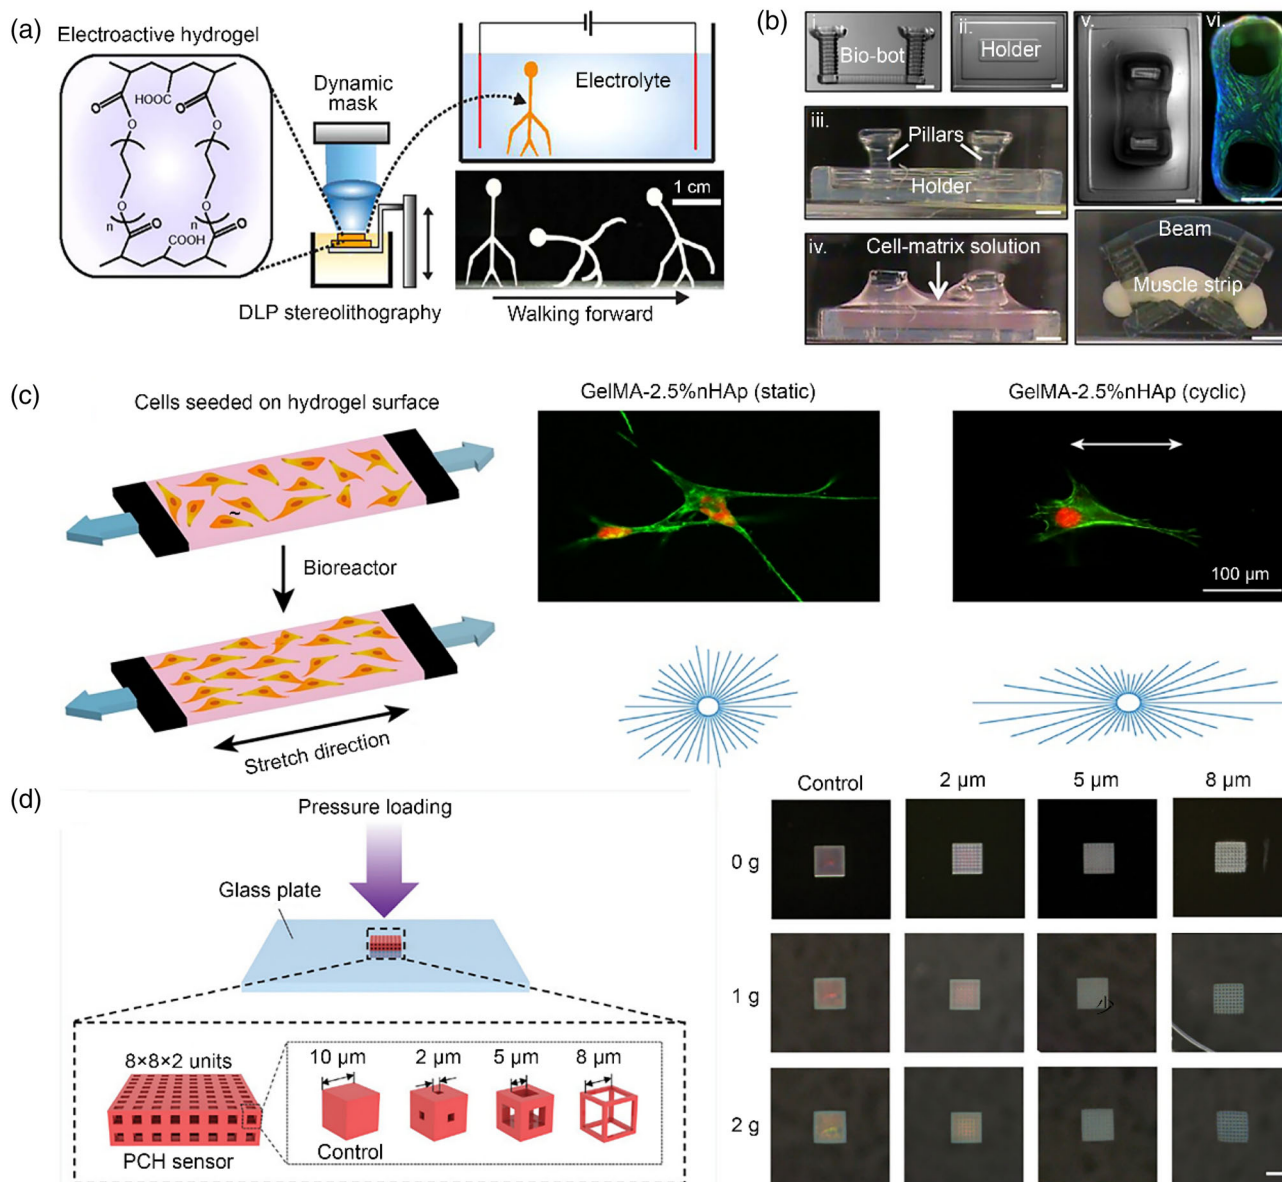 (a)
Electroactive hydrogel
O
HOOC
O
O
O
O
O
n
O
COOH
n
O
Dynamic
mask
DLP stereolithography
Electrolyte
1 cm
Walking forward
(b)
i
Bio-bot
ii.
Holder
iii.
Pillars
Holder
iv.
Cell-matrix solution
v.
vi.
Beam
Muscle strip
(c)
Cells seeded on hydrogel surface
~
Bioreactor
Stretch direction
GelMA-2.5%nHAp (static)
GelMA-2.5%nHAp (cyclic)
100 µm
(d)
Pressure loading
Glass plate
8×8×2 units
PCH sensor
10 µm
2 µm
5 µm
8 µm
Control
Control
2 µm
5 µm
8 µm
0 g
1 g
少
2 g